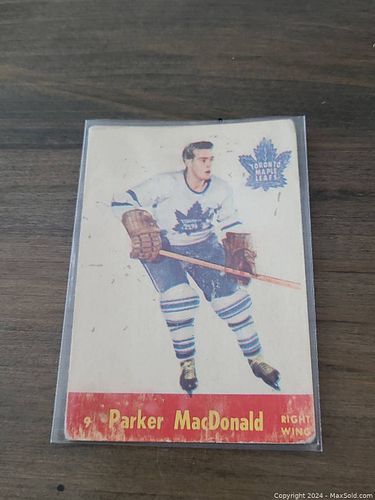 TORONTO
MAPLE
LEAFS
9 Parker MacDonald RIGHT
WING
Copyright 2024 - MaxSold.com